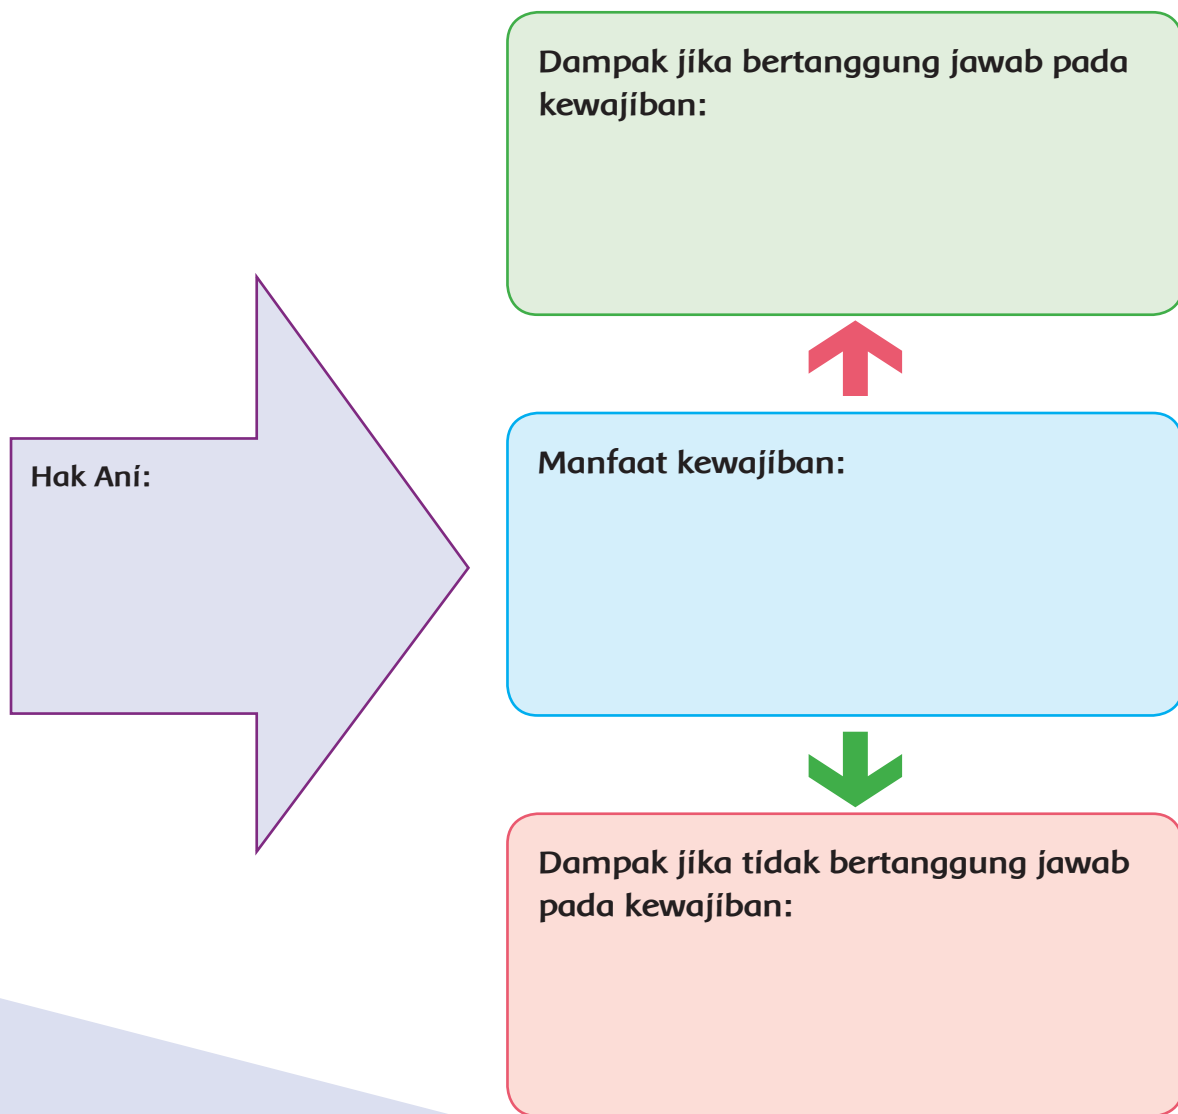 Dampak jika bertanggung jawab pada
kewajiban:
Hak Ani:
Manfaat kewajiban:
Dampak jika tidak bertanggung jawab
pada kewajiban: